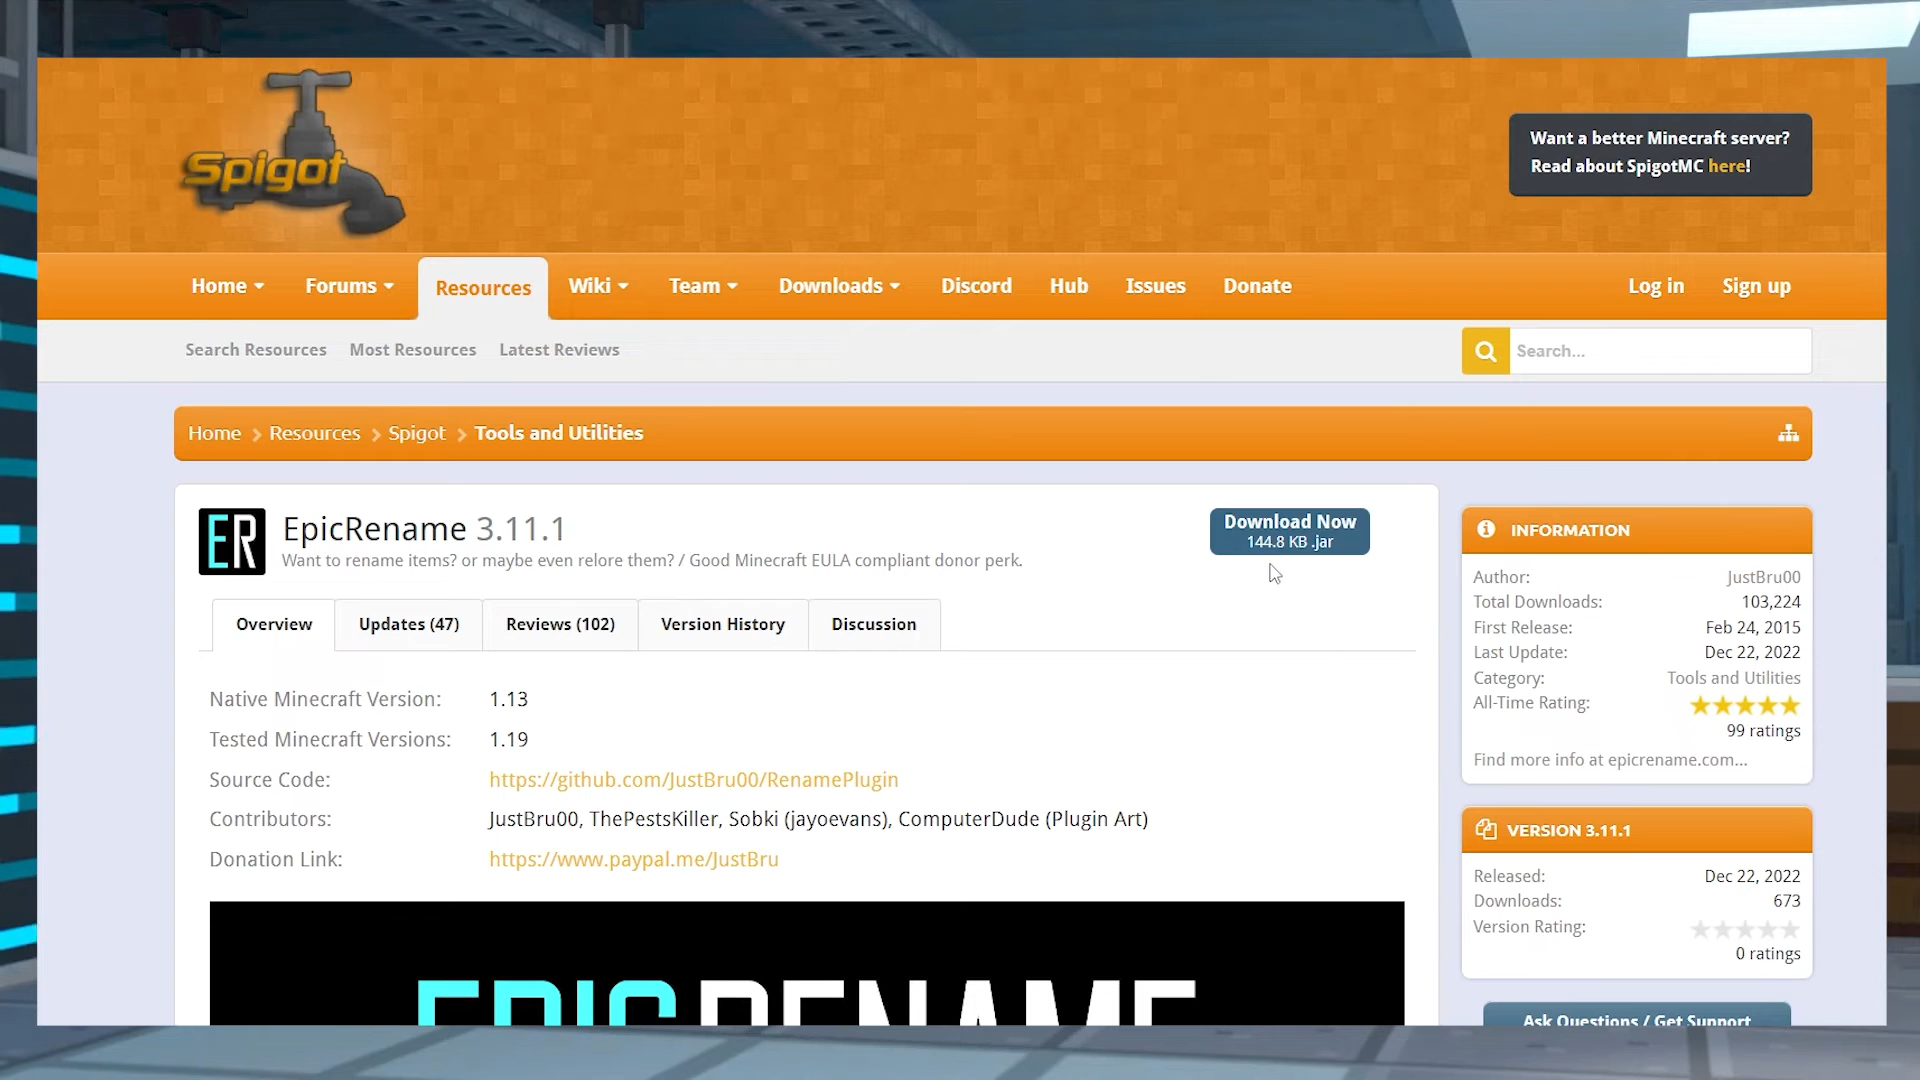 Spigot
Want a better Minecraft server?
Read about SpigotMC here!
Home
Forums
Resources
Wiki
Team
Downloads
Discord
Hub
Issues
Donate
Log in
Sign up
Search Resources
Most Resources
Latest Reviews
Search...
Home
Resources
Spigot
Tools and Utilities
ER
EpicRename 3.11.1
Want to rename items? or maybe even relore them? / Good Minecraft EULA compliant donor perk.
Download Now
144.8 KB .jar
Overview
Updates (47)
Reviews (102)
Version History
Discussion
Native Minecraft Version: 1.13
Tested Minecraft Versions: 1.19
Source Code: https://github.com/JustBru00/RenamePlugin
Contributors: JustBru00, ThePestsKiller, Sobki (jayoevans), ComputerDude (Plugin Art)
Donation Link: https://www.paypal.me/JustBru
EPICRENAME
INFORMATION
Author: JustBru00
Total Downloads: 103,224
First Release: Feb 24, 2015
Last Update: Dec 22, 2022
Category: Tools and Utilities
All-Time Rating:
99 ratings
Find more info at epicrename.com...
VERSION 3.11.1
Released: Dec 22, 2022
Downloads: 673
Version Rating:
0 ratings
Ask Questions / Get Support